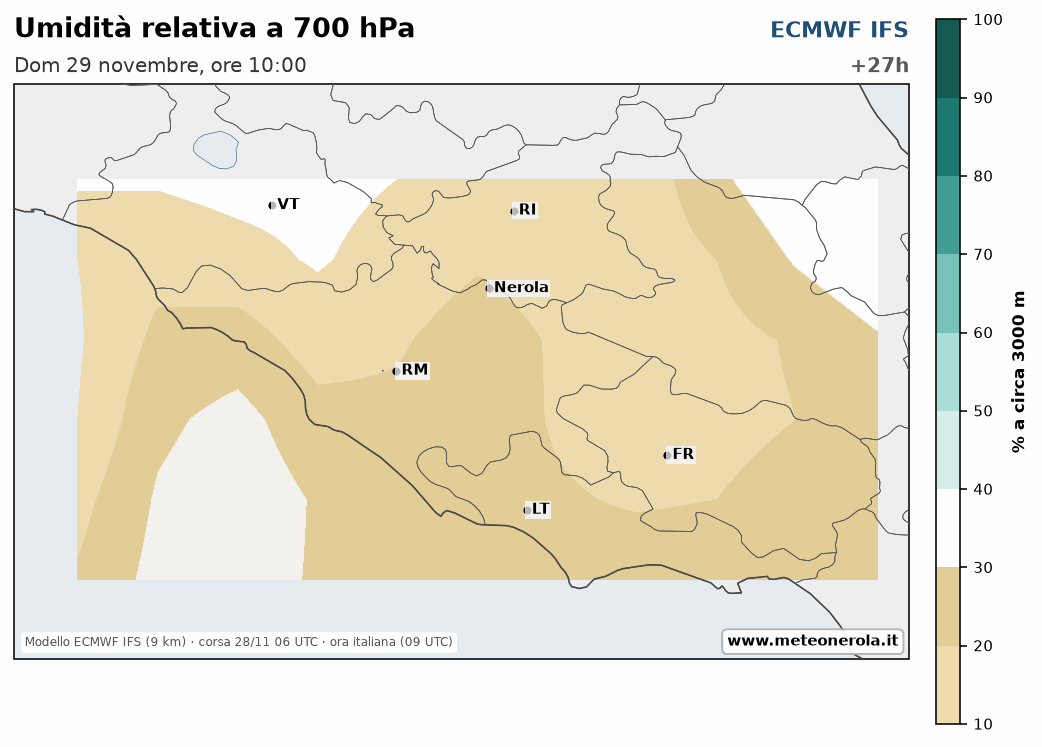 Umidità relativa a 700 hPa
ECMWF IFS
Dom 29 novembre, ore 10:00
+27h
VT
RI
Nerola
RM
FR
LT
100
90
80
70
60
50
40
30
20
10
% a circa 3000 m
Modello ECMWF IFS (9 km) · corsa 28/11 06 UTC · ora italiana (09 UTC)
www.meteonerola.it